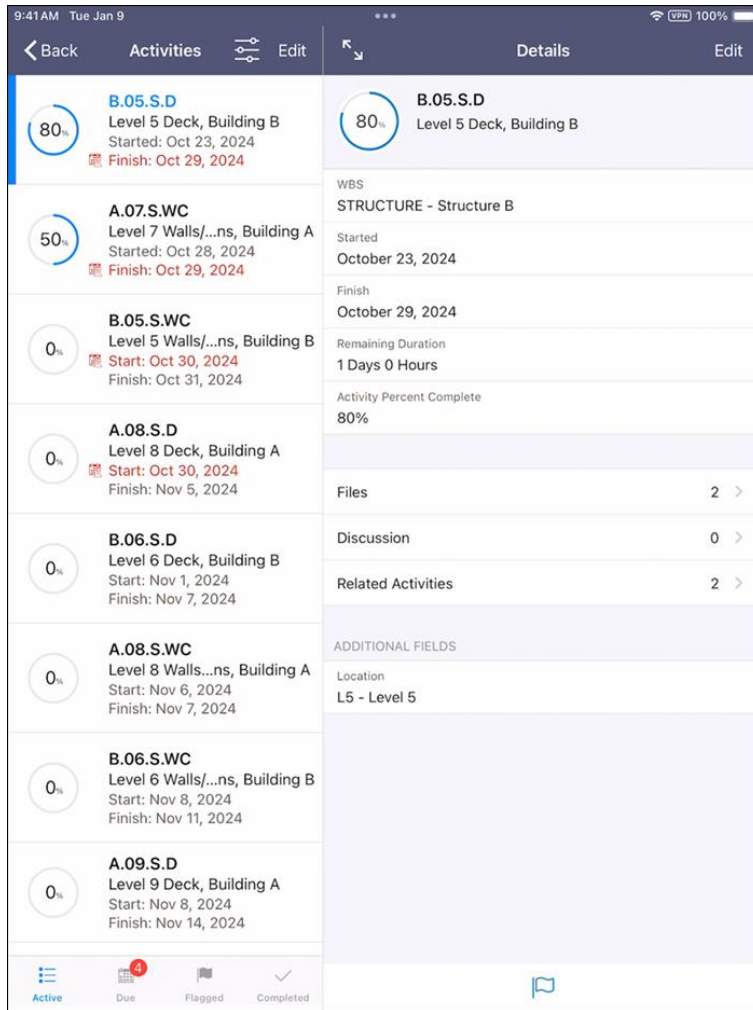 9:41 AM Tue Jan 9
VPN 100%
Back
Activities
Edit
80%
B.05.S.D
Level 5 Deck, Building B
Started: Oct 23, 2024
Finish: Oct 29, 2024
50%
A.07.S.WC
Level 7 Walls/...ns, Building A
Started: Oct 28, 2024
Finish: Oct 29, 2024
0%
B.05.S.WC
Level 5 Walls/...ns, Building B
Start: Oct 30, 2024
Finish: Oct 31, 2024
0%
A.08.S.D
Level 8 Deck, Building A
Start: Oct 30, 2024
Finish: Nov 5, 2024
0%
B.06.S.D
Level 6 Deck, Building B
Start: Nov 1, 2024
Finish: Nov 7, 2024
0%
A.08.S.WC
Level 8 Walls...ns, Building A
Start: Nov 6, 2024
Finish: Nov 7, 2024
0%
B.06.S.WC
Level 6 Walls/...ns, Building B
Start: Nov 8, 2024
Finish: Nov 11, 2024
0%
A.09.S.D
Level 9 Deck, Building A
Start: Nov 8, 2024
Finish: Nov 14, 2024
Active
4
Due
Flagged
Completed
Details
Edit
80%
B.05.S.D
Level 5 Deck, Building B
WBS
STRUCTURE - Structure B
Started
October 23, 2024
Finish
October 29, 2024
Remaining Duration
1 Days 0 Hours
Activity Percent Complete
80%
Files 2
Discussion 0
Related Activities 2
ADDITIONAL FIELDS
Location
L5 - Level 5